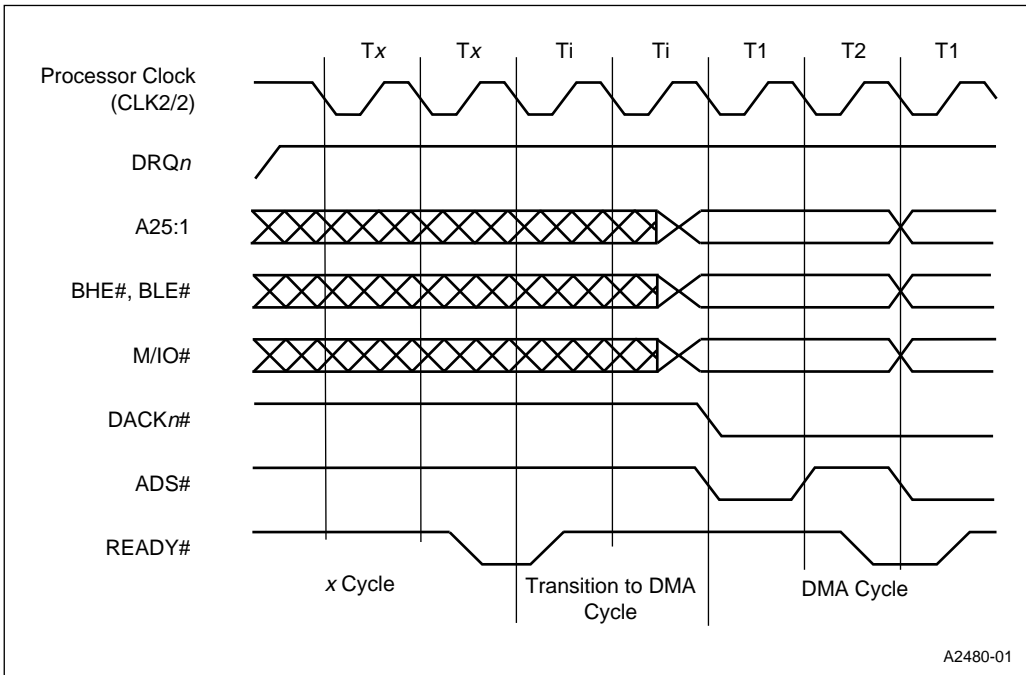 Tx Tx Ti Ti T1 T2 T1
Processor Clock
(CLK2/2)
DRQn
A25:1
BHE#, BLE#
M/IO#
DACKn#
ADS#
READY#
x Cycle
Transition to DMA
Cycle
DMA Cycle
A2480-01